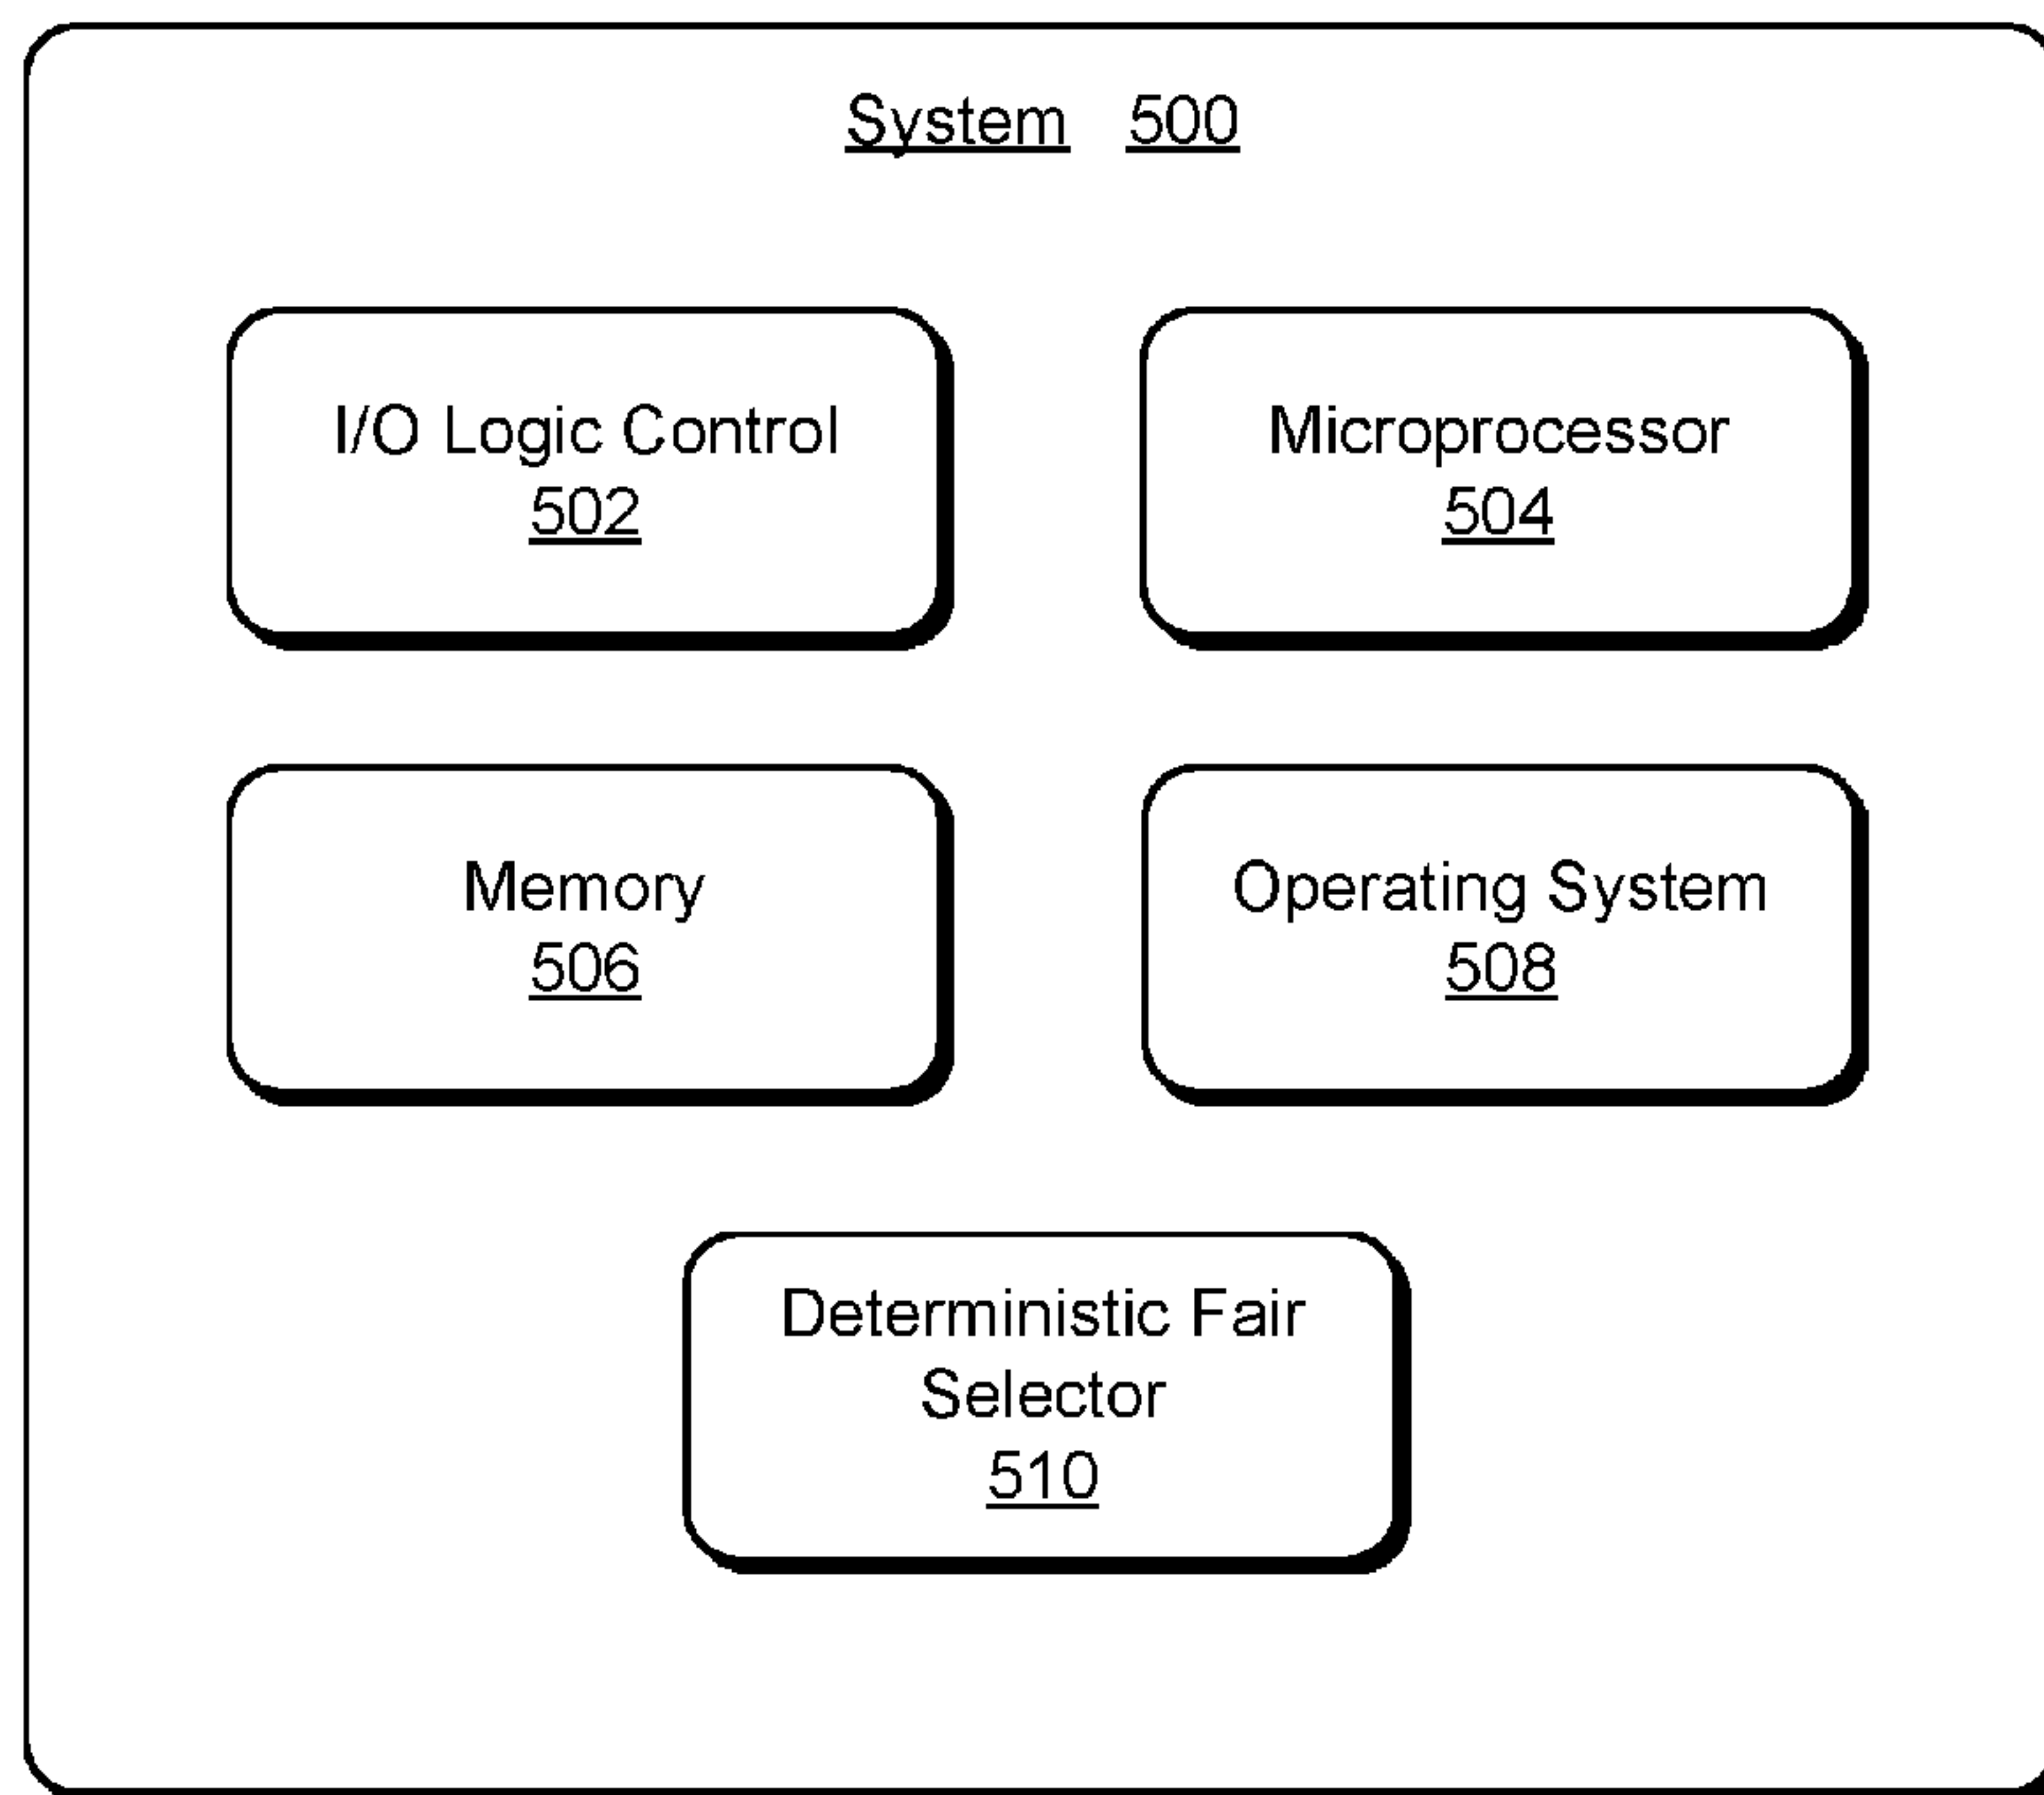 System 500
I/O Logic Control
502
Microprocessor
504
Memory
506
Operating System
508
Deterministic Fair
Selector
510